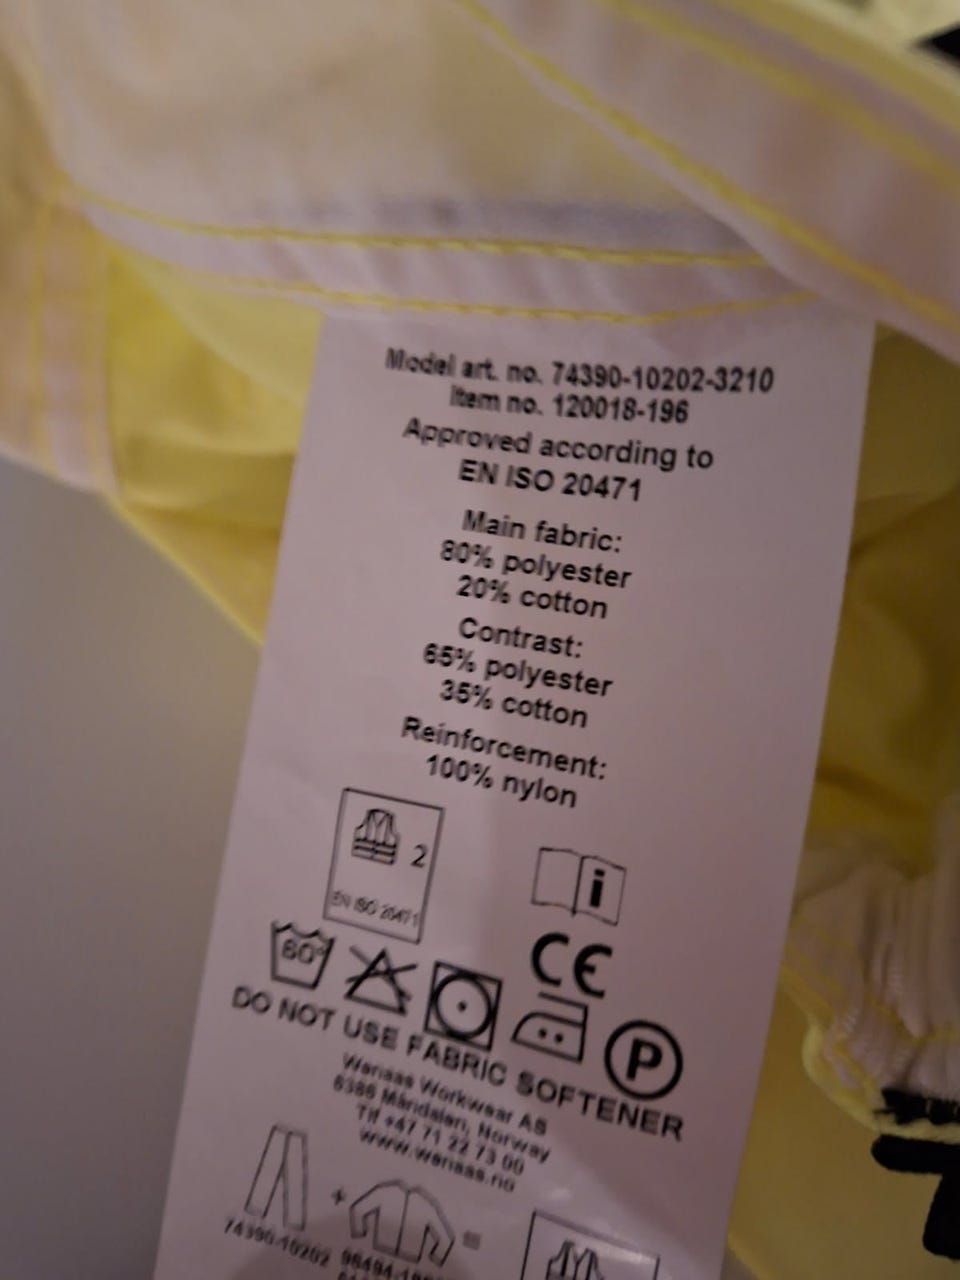 Model art. no. 74390-10202-3210
Item no. 120018-196
Approved according to
EN ISO 20471
Main fabric:
80% polyester
20% cotton
Contrast:
65% polyester
35% cotton
Reinforcement:
100% nylon
2
EN ISO 20471
i
CE
60°
P
DO NOT USE FABRIC SOFTENER
Wenaas Workwear AS
6386 Måndalen, Norway
Tlf +47 71 22 73 00
www.wenaas.no
+
=
74390-10202